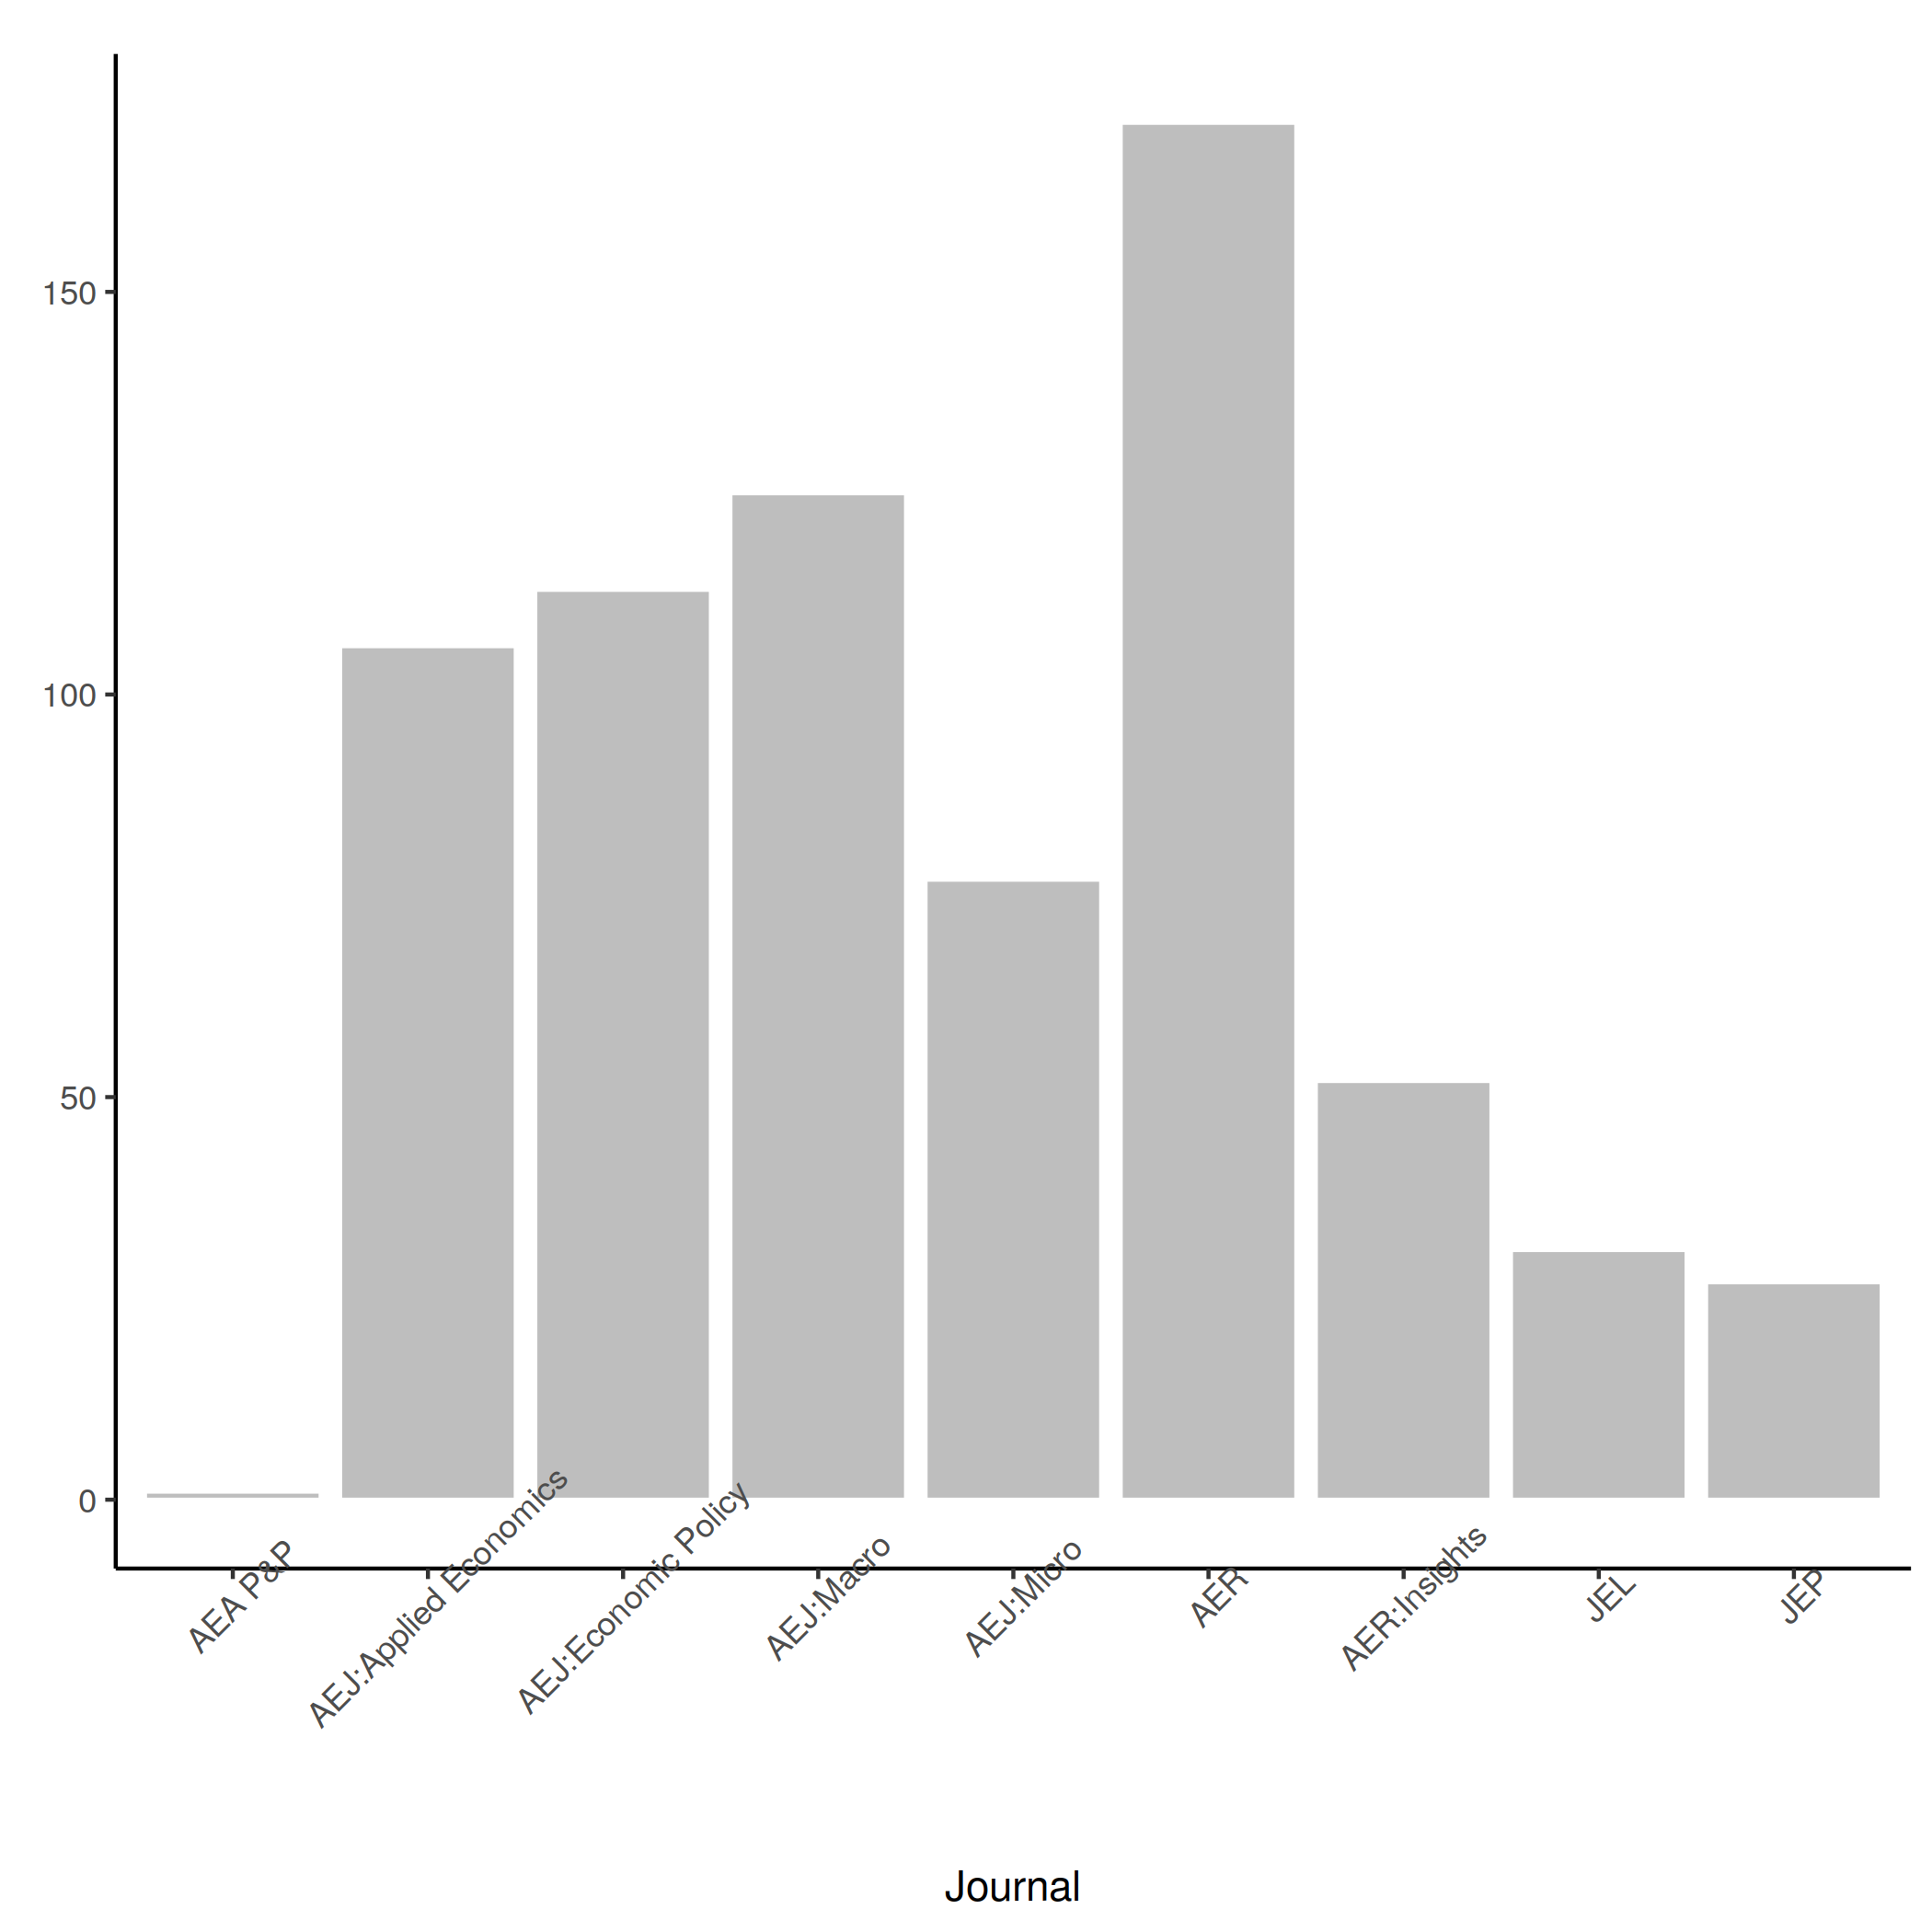 150
100
50
0
AEA P&P
AEJ:Applied Economics
AEJ:Economic Policy
AEJ:Macro
AEJ:Micro
AER
AER:Insights
JEL
JEP
Journal